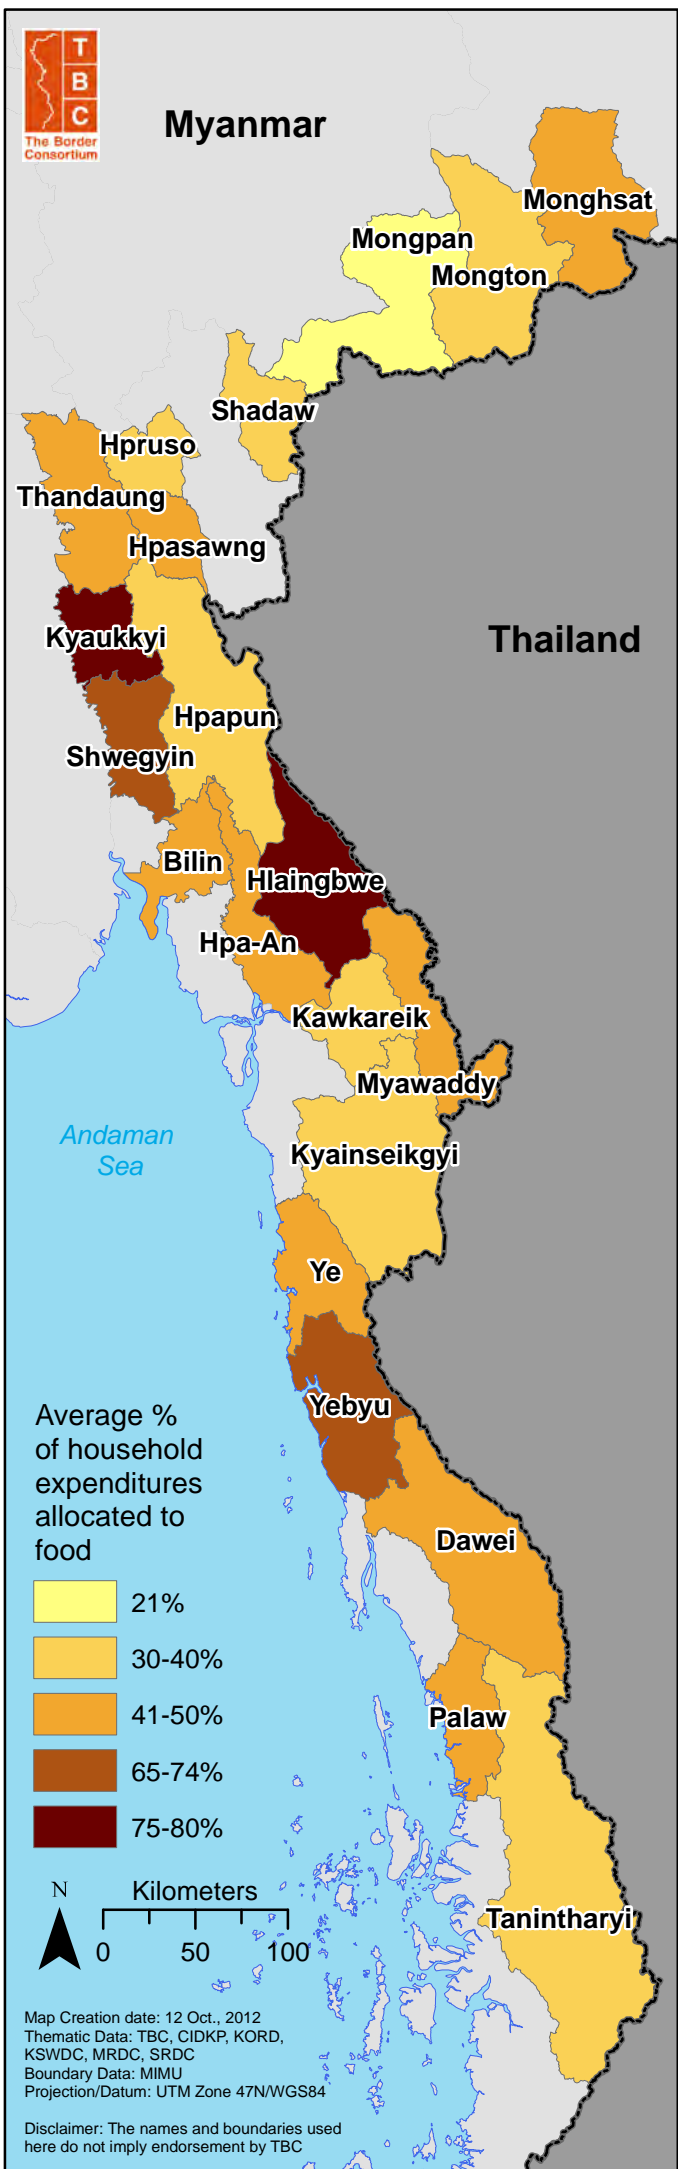 T
B
C
The Border
Consortium
Myanmar
Monghsat
Mongpan
Mongton
Shadaw
Hpruso
Thandaung
Hpasawng
Kyaukkyi
Thailand
Hpapun
Shwegyin
Bilin
Hlaingbwe
Hpa-An
Kawkareik
Myawaddy
Andaman
Sea
Kyainseikgyi
Ye
Yebyu
Average %
of household
expenditures
allocated to
food
Dawei
21%
30-40%
41-50%
65-74%
75-80%
Palaw
Tanintharyi
N
Kilometers
0 50 100
Map Creation date: 12 Oct., 2012
Thematic Data: TBC, CIDKP, KORD,
KSWDC, MRDC, SRDC
Boundary Data: MIMU
Projection/Datum: UTM Zone 47N/WGS84
Disclaimer: The names and boundaries used
here do not imply endorsement by TBC